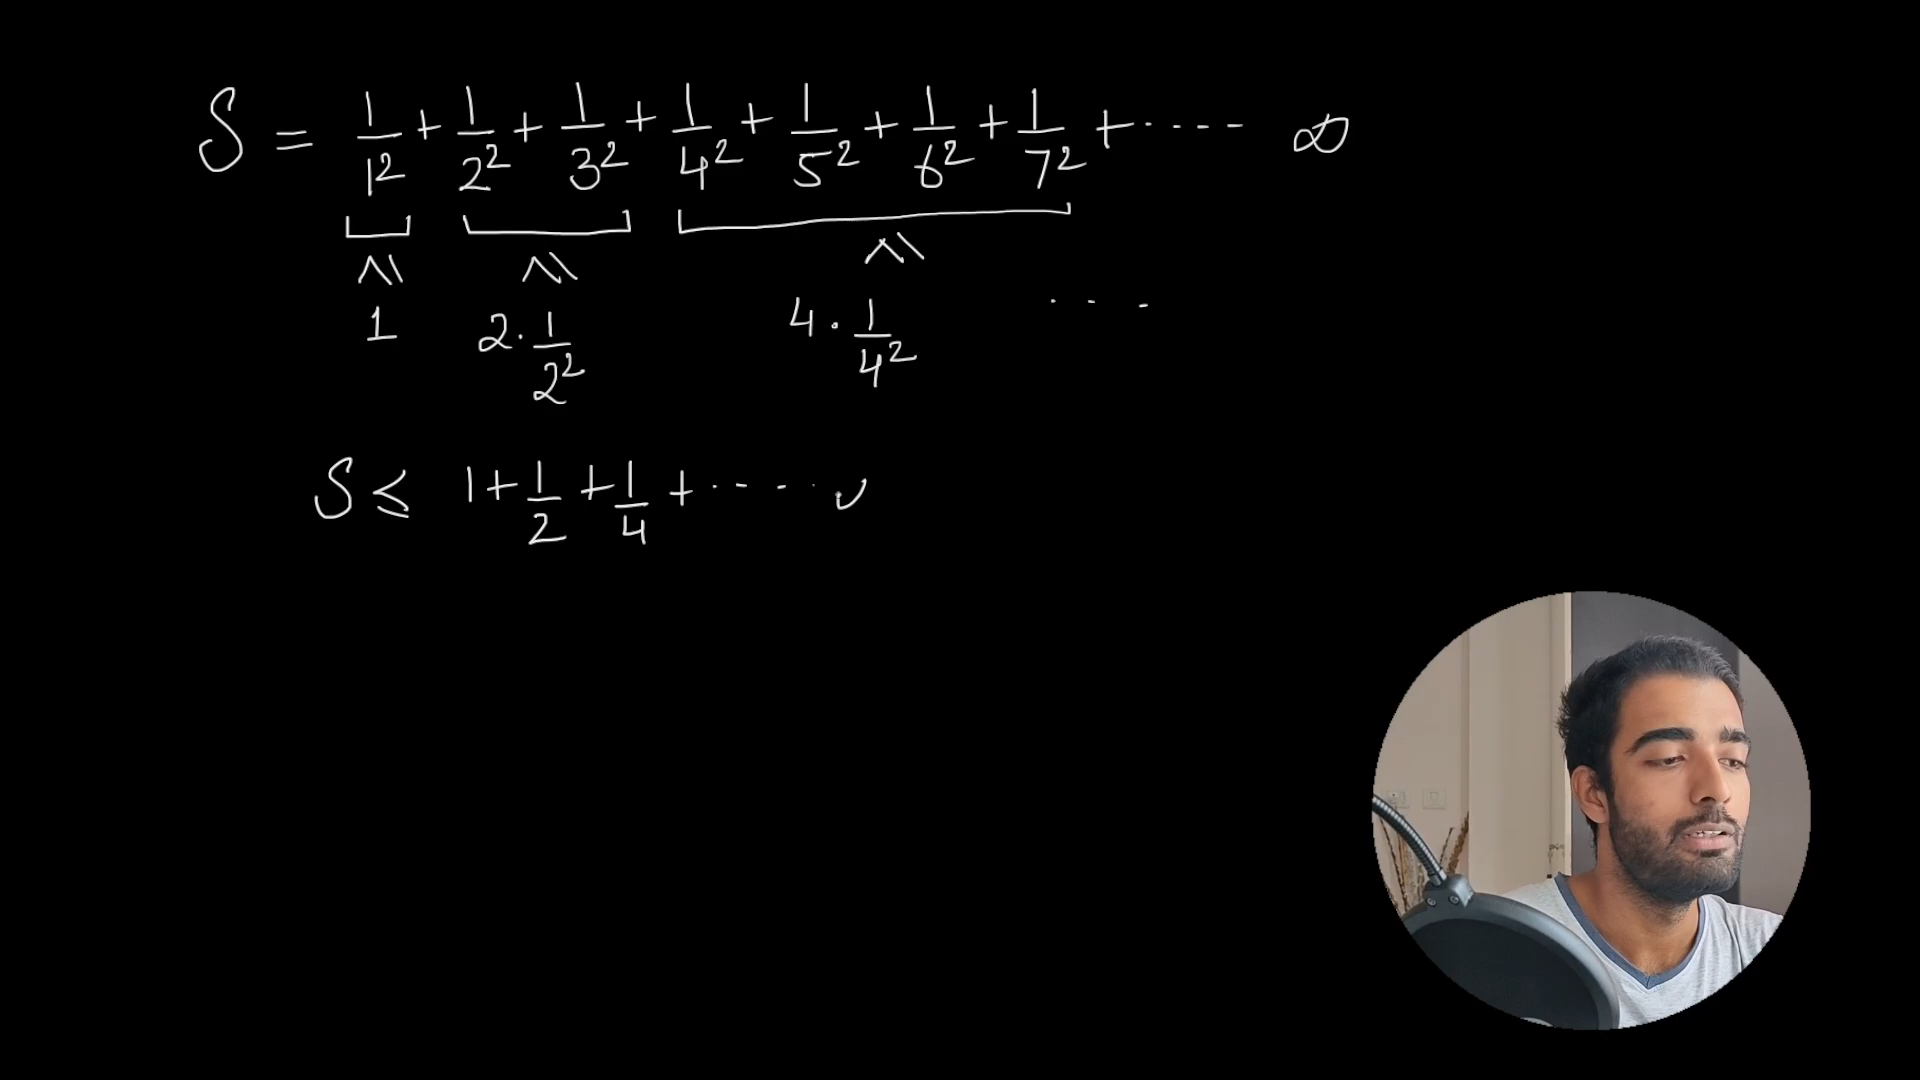 S = 1/1² + 1/2² + 1/3² + 1/4² + 1/5² + 1/6² + 1/7² + ····· ∞
≤ ≤ ≤
1 2·1/2² 4·1/4² ···
S ≤ 1 + 1/2 + 1/4 + ·····